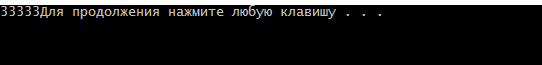 33333Для продолжения нажмите любую клавишу . . .